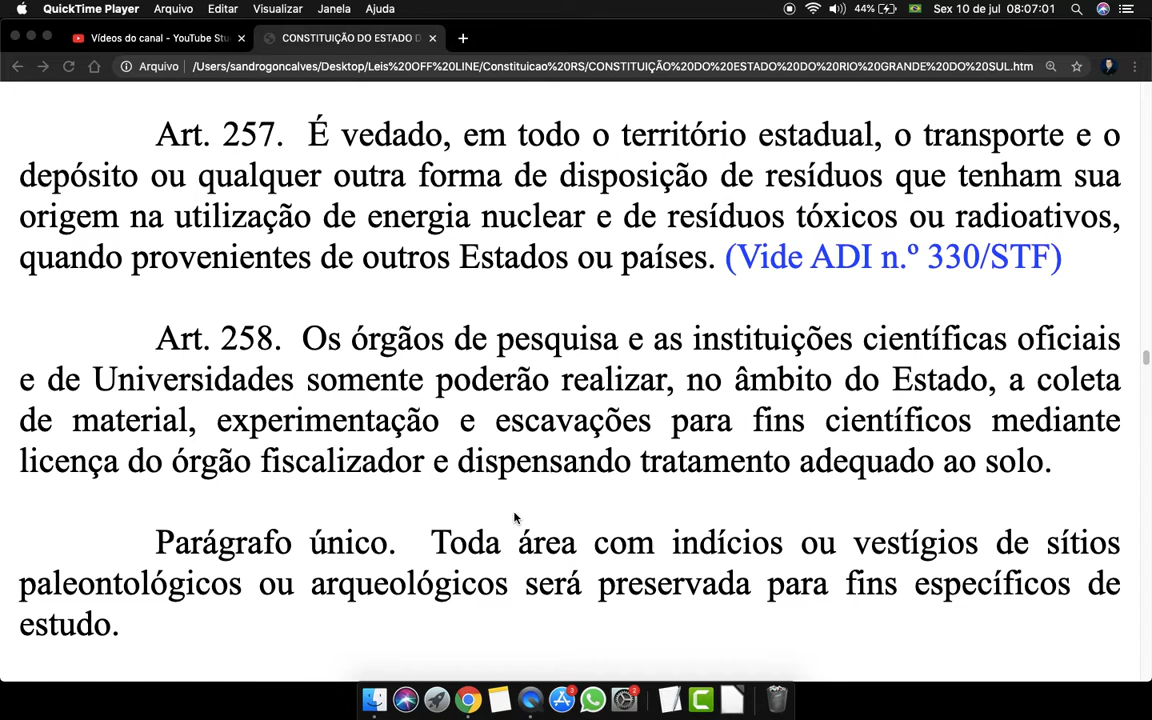 QuickTime Player Arquivo Editar Visualizar Janela Ajuda 44% Sex 10 de jul 08:07:01
Vídeos do canal - YouTube Stu × CONSTITUIÇÃO DO ESTADO D × +
Arquivo /Users/sandrogoncalves/Desktop/Leis%20OFF%20LINE/Constituicao%20RS/CONSTITUIÇÃO%20DO%20ESTADO%20DO%20RIO%20GRANDE%20DO%20SUL.htm
Art. 257. É vedado, em todo o território estadual, o transporte e o
depósito ou qualquer outra forma de disposição de resíduos que tenham sua
origem na utilização de energia nuclear e de resíduos tóxicos ou radioativos,
quando provenientes de outros Estados ou países. (Vide ADI n.º 330/STF)
Art. 258. Os órgãos de pesquisa e as instituições científicas oficiais
e de Universidades somente poderão realizar, no âmbito do Estado, a coleta
de material, experimentação e escavações para fins científicos mediante
licença do órgão fiscalizador e dispensando tratamento adequado ao solo.
Parágrafo único. Toda área com indícios ou vestígios de sítios
paleontológicos ou arqueológicos será preservada para fins específicos de
estudo.
3 2